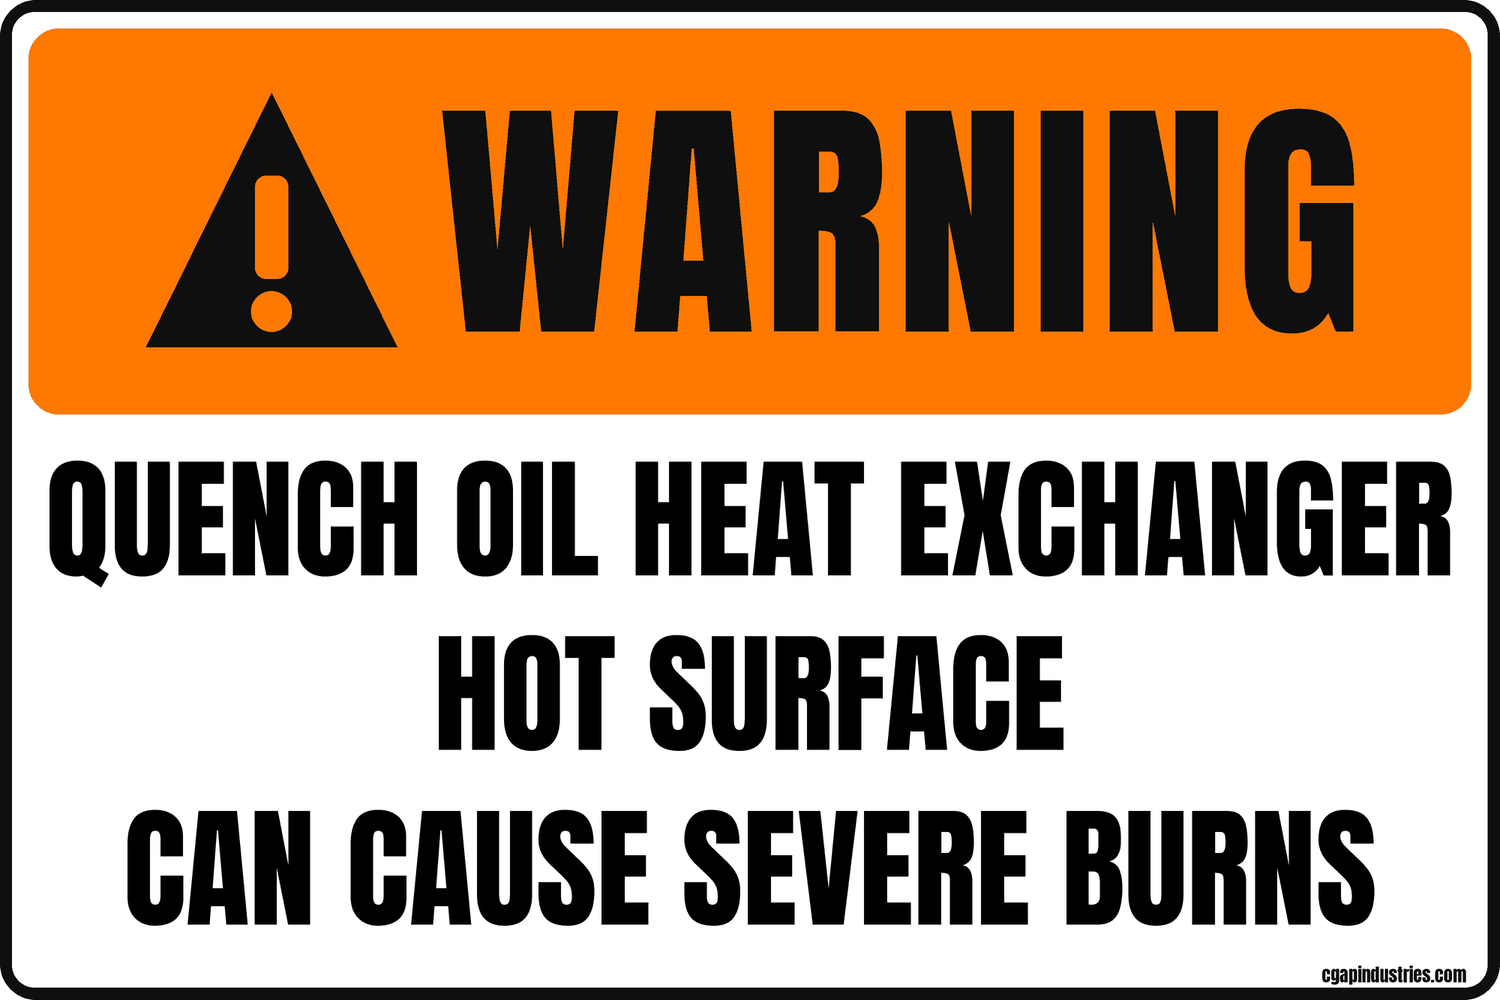 WARNING
QUENCH OIL HEAT EXCHANGER
HOT SURFACE
CAN CAUSE SEVERE BURNS
cgapindustries.com